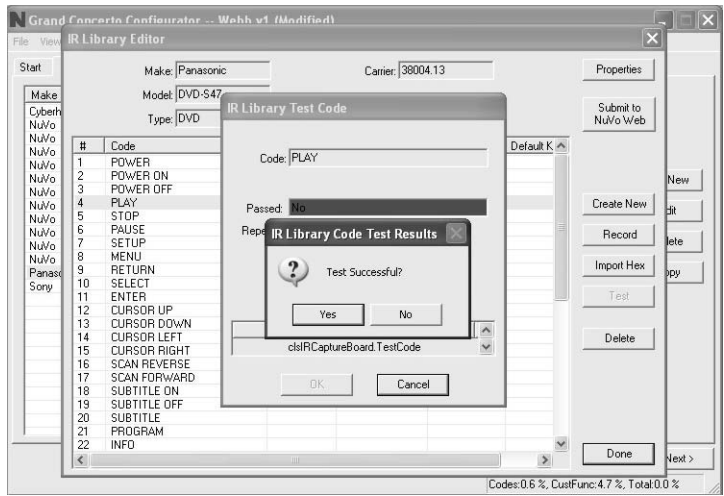 Grand Concerto Configurator -- Webb v1 (Modified)
File View
IR Library Editor
Start
Make: Panasonic
Carrier: 38004.13
Properties
Model: DVD-S47
Type: DVD
Submit to
NuVo Web
Make
Cyberh
NuVo
NuVo
NuVo
NuVo
NuVo
NuVo
NuVo
NuVo
NuVo
NuVo
NuVo
Panaso
Sony
# Code Default K
1 POWER
2 POWER ON
3 POWER OFF
4 PLAY
5 STOP
6 PAUSE
7 SETUP
8 MENU
9 RETURN
10 SELECT
11 ENTER
12 CURSOR UP
13 CURSOR DOWN
14 CURSOR LEFT
15 CURSOR RIGHT
16 SCAN REVERSE
17 SCAN FORWARD
18 SUBTITLE ON
19 SUBTITLE OFF
20 SUBTITLE
21 PROGRAM
22 INFO
IR Library Test Code
Code: PLAY
Passed: No
Repe
IR Library Code Test Results
Test Successful?
Yes No
clsIRCaptureBoard.TestCode
OK Cancel
Create New
Record
Import Hex
Test
Delete
Done
New
dit
lete
opy
Next >
Codes:0.6 %, CustFunc:4.7 %, Total:0.0 %